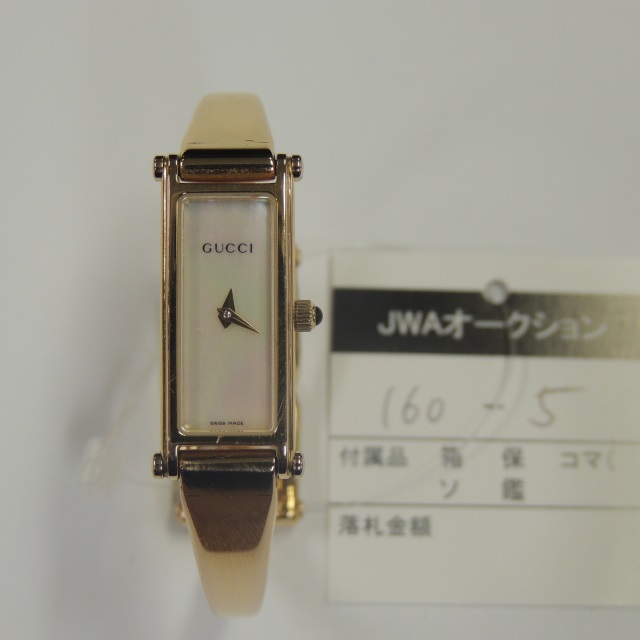 GUCCI
SWISS MADE
JWAオークション
160-5
付属品 箱 保 コマ(
ソ 鑑
落札金額